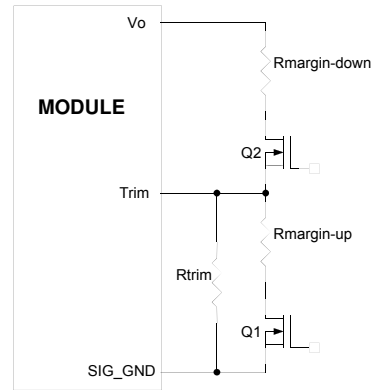 Vo
Rmargin-down
MODULE
Q2
Trim
Rmargin-up
Rtrim
Q1
SIG_GND